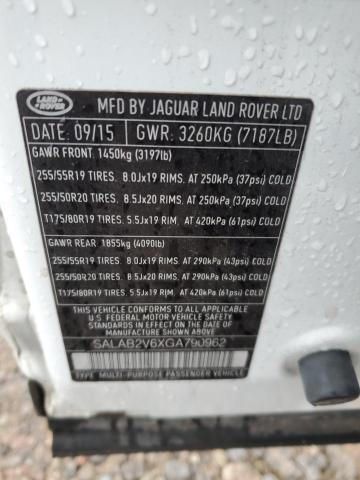 LAND
ROVER
MFD BY JAGUAR LAND ROVER LTD
DATE: 09/15 GWR: 3260KG (7187LB)
GAWR FRONT: 1450kg (3197lb)
255/55R19 TIRES. 8.0Jx19 RIMS. AT 250kPA (37psi) COLD
255/50R20 TIRES. 8.5Jx20 RIMS. AT 250kPA (37psi) COLD
T175/80R19 TIRES. 5.5Jx19 RIM. AT 420kPA (61psi) COLD
GAWR REAR 1855kg (4090lb)
255/55R19 TIRES. 8.0Jx19 RIMS. AT 290kPA (43psi) COLD
255/50R20 TIRES. 8.5Jx20 RIMS. AT 290kPA (43psi) COLD
T175/80R19 TIRES. 5.5Jx19 RIM. AT 420kPA (61psi) COLD
THIS VEHICLE CONFORMS TO ALL APPLICABLE
U.S. FEDERAL MOTOR VEHICLE SAFETY AND
THEFT PREVENTION STANDARDS IN EFFECT ON THE DATE
OF MANUFACTURE SHOWN ABOVE.
SALAB2V6XGA790962
TYPE: MULTI-PURPOSE PASSENGER VEHICLE